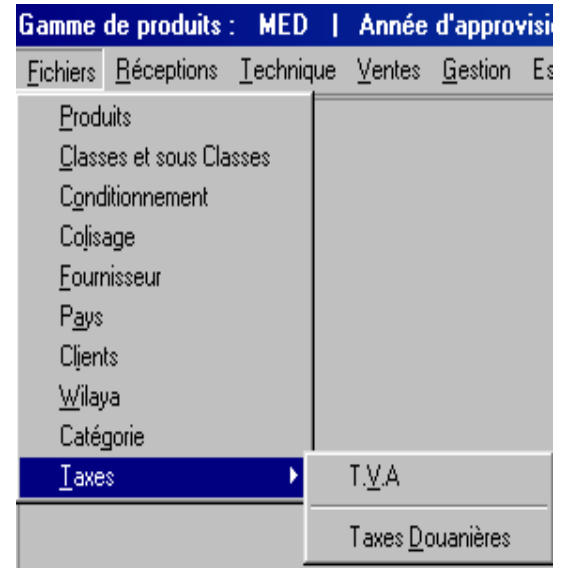 Gamme de produits : MED | Année d'approvisi
Fichiers Réceptions Technique Ventes Gestion Es
Produits
Classes et sous Classes
Conditionnement
Colisage
Fournisseur
Pays
Clients
Wilaya
Catégorie
Taxes
T.V.A
Taxes Douanières